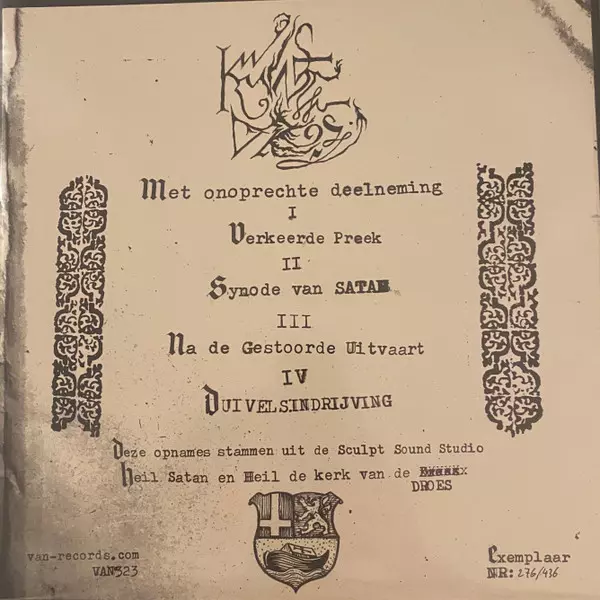 Met onoprechte deelneming
I
Verkeerde Preek
II
Synode van SATAN
III
Na de Gestoorde Uitvaart
IV
DUIVELSINDRIJVING
Deze opnames stammen uit de Sculpt Sound Studio
Heil Satan en Heil de kerk van de
DROES
van-records.com
VAN323
Exemplaar
NR: 276/436